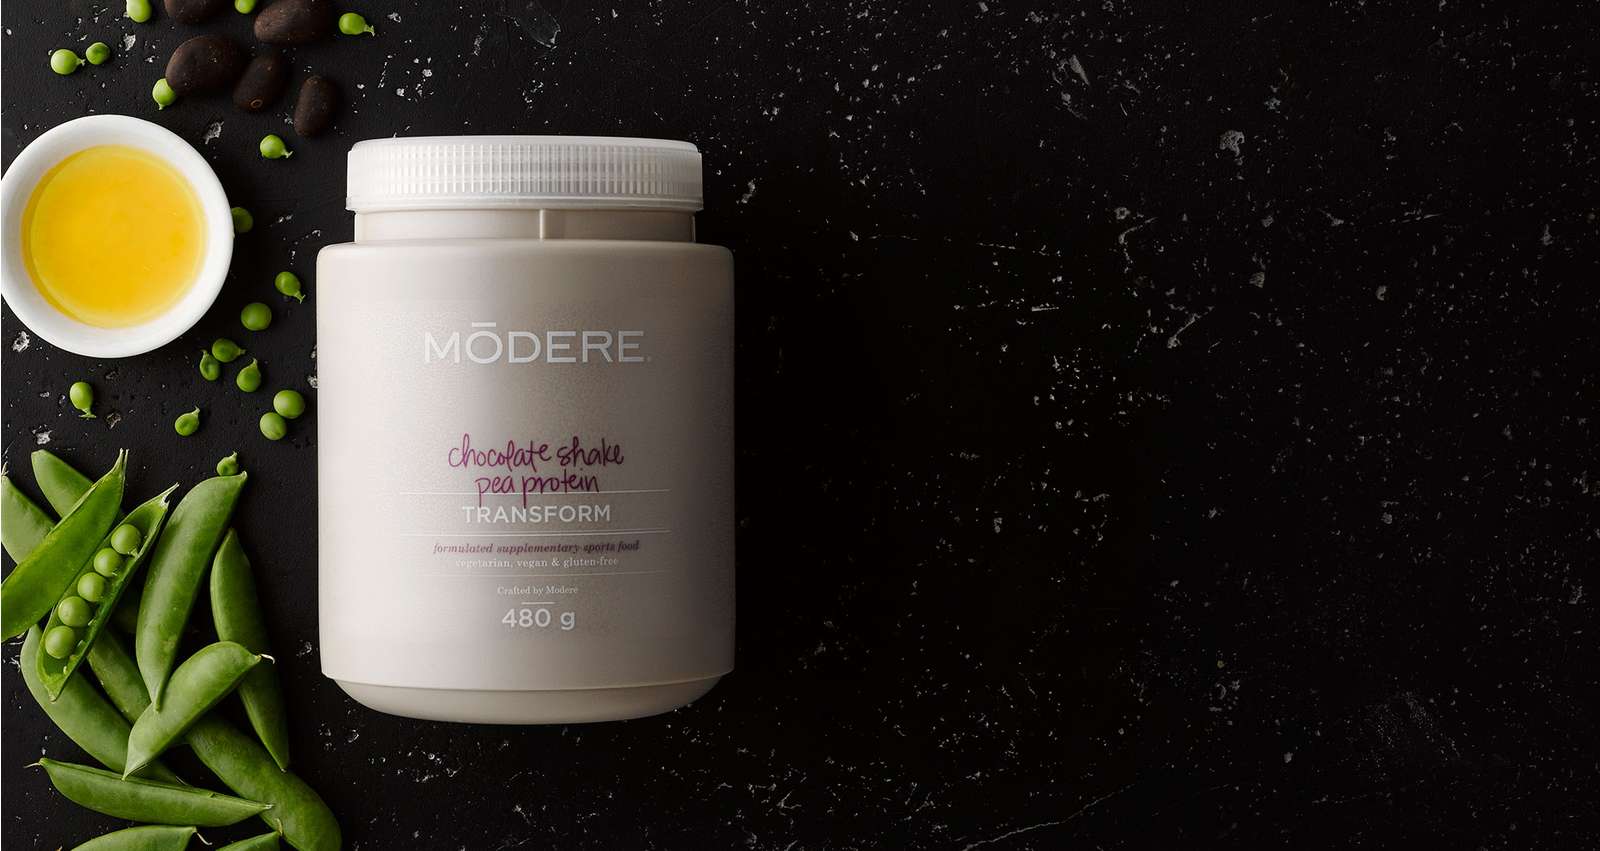 MŌDERE.
chocolate shake
pea protein
TRANSFORM
formulated supplementary sports food
vegetarian, vegan & gluten-free
Crafted by Modere
480 g